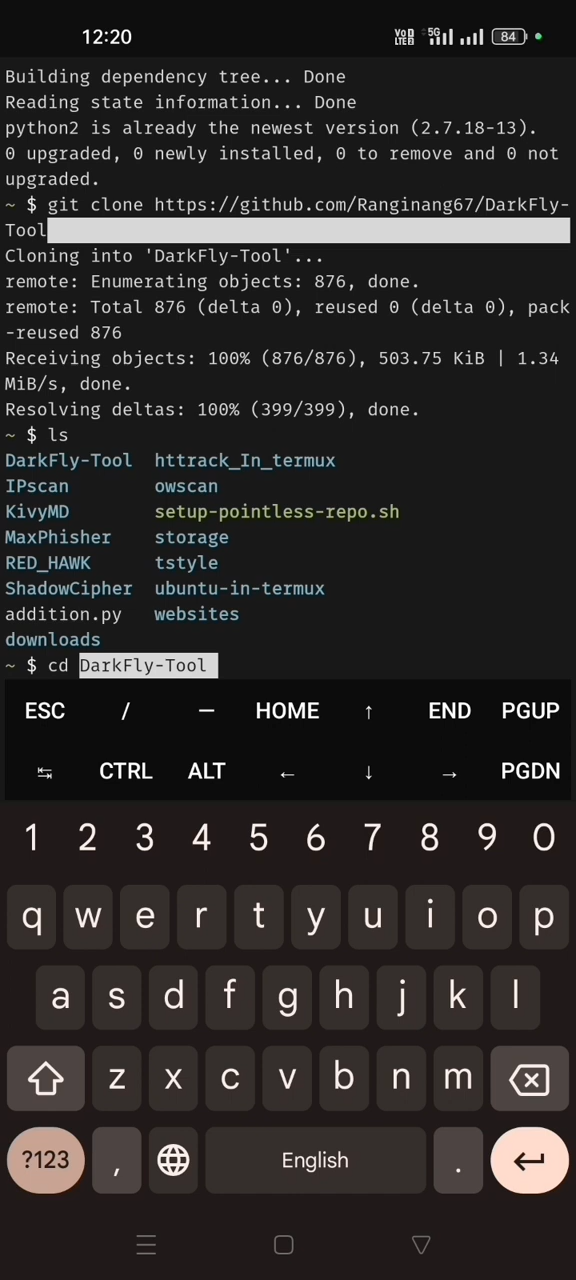 12:20
Vo LTE2 5G 84
Building dependency tree... Done
Reading state information... Done
python2 is already the newest version (2.7.18-13).
0 upgraded, 0 newly installed, 0 to remove and 0 not
upgraded.
~ $ git clone https://github.com/Ranginang67/DarkFly-
Tool
Cloning into 'DarkFly-Tool'...
remote: Enumerating objects: 876, done.
remote: Total 876 (delta 0), reused 0 (delta 0), pack
-reused 876
Receiving objects: 100% (876/876), 503.75 KiB | 1.34
MiB/s, done.
Resolving deltas: 100% (399/399), done.
~ $ ls
DarkFly-Tool httrack_In_termux
IPscan owscan
KivyMD setup-pointless-repo.sh
MaxPhisher storage
RED_HAWK tstyle
ShadowCipher ubuntu-in-termux
addition.py websites
downloads
~ $ cd DarkFly-Tool
ESC / — HOME ↑ END PGUP
↹ CTRL ALT ← ↓ → PGDN
1 2 3 4 5 6 7 8 9 0
q w e r t y u i o p
a s d f g h j k l
z x c v b n m
?123 , English .